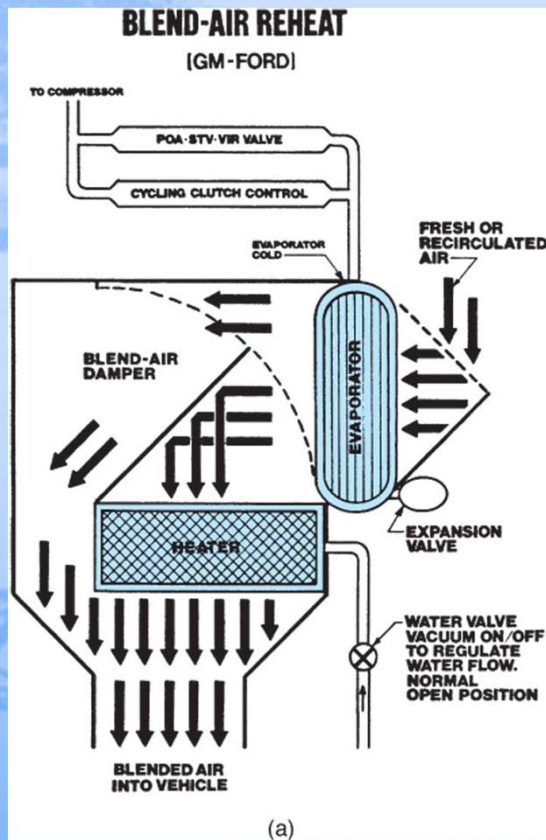 BLEND-AIR REHEAT
[GM-FORD]
TO COMPRESSOR
POA·STV·VIR VALVE
CYCLING CLUTCH CONTROL
EVAPORATOR
COLD
FRESH OR
RECIRCULATED
AIR
BLEND-AIR
DAMPER
EVAPORATOR
HEATER
EXPANSION
VALVE
WATER VALVE
VACUUM ON/OFF
TO REGULATE
WATER FLOW.
NORMAL
OPEN POSITION
BLENDED AIR
INTO VEHICLE
(a)